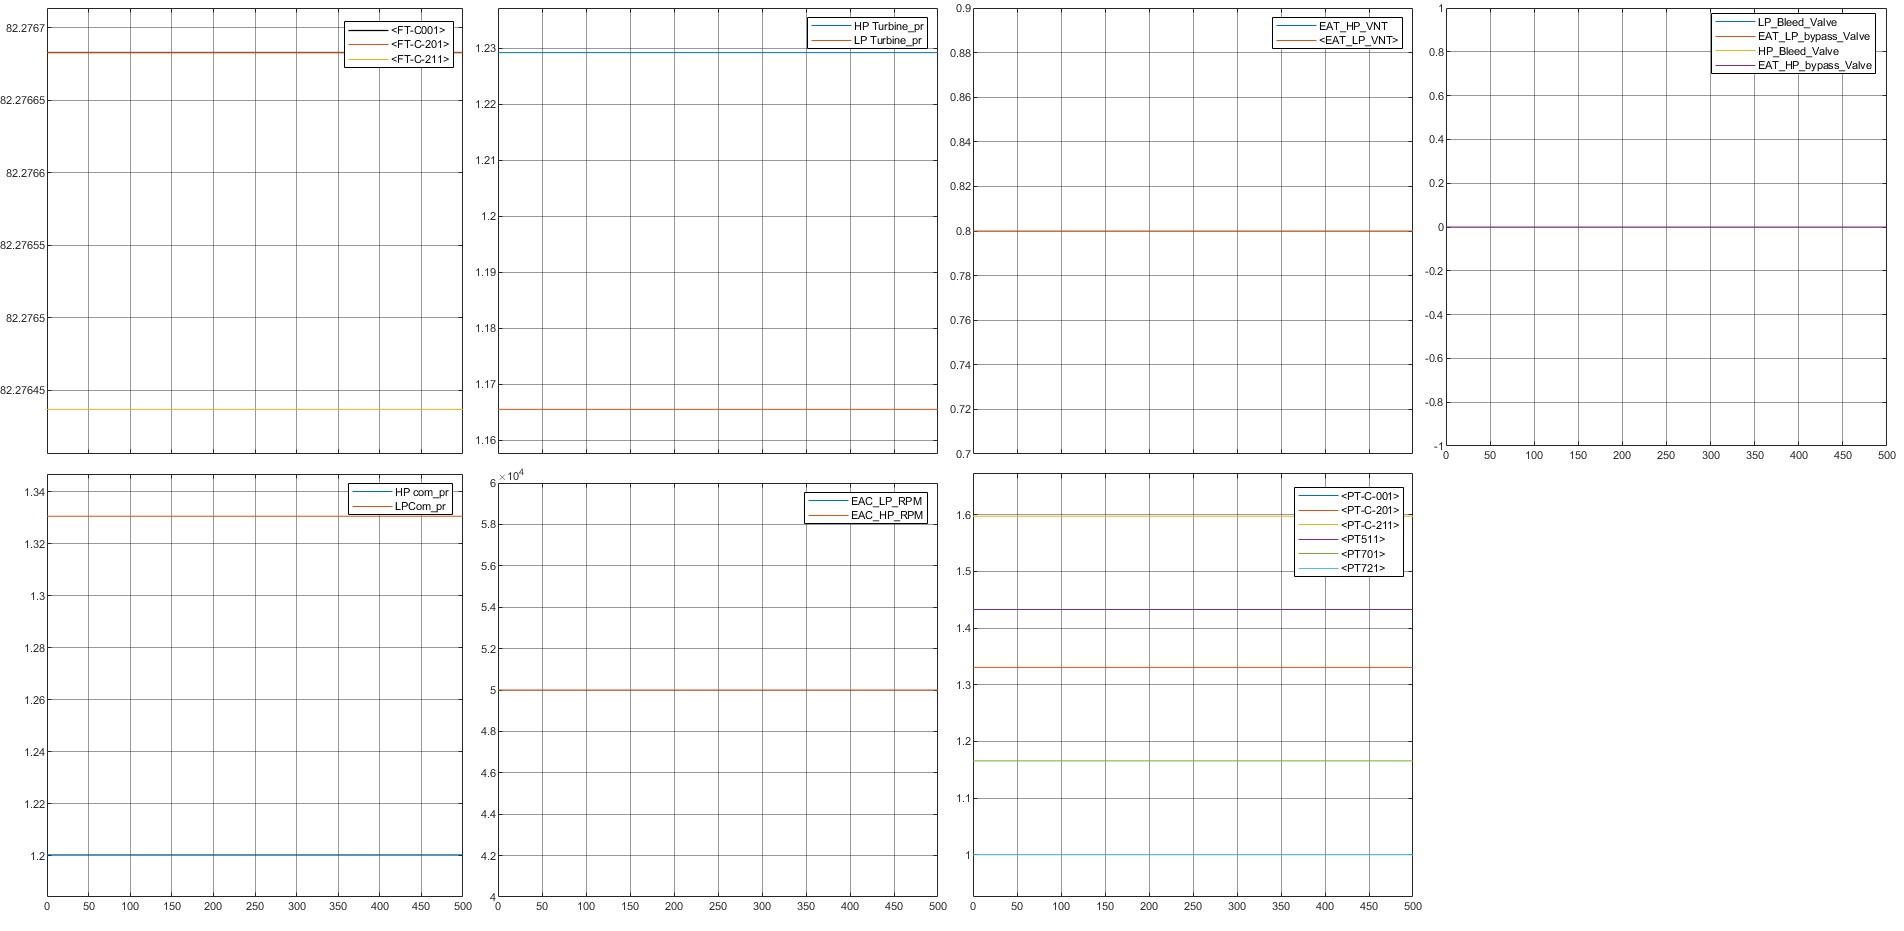 82.2767
82.27665
82.2766
82.27655
82.2765
82.27645
<FT-C001>
<FT-C-201>
<FT-C-211>
1.23
1.22
1.21
1.2
1.19
1.18
1.17
1.16
HP Turbine_pr
LP Turbine_pr
0.9
0.88
0.86
0.84
0.82
0.8
0.78
0.76
0.74
0.72
0.7
EAT_HP_VNT
<EAT_LP_VNT>
1
0.8
0.6
0.4
0.2
0
-0.2
-0.4
-0.6
-0.8
-1
LP_Bleed_Valve
EAT_LP_bypass_Valve
HP_Bleed_Valve
EAT_HP_bypass_Valve
0 50 100 150 200 250 300 350 400 450 500
1.34
1.32
1.3
1.28
1.26
1.24
1.22
1.2
HP com_pr
LPCom_pr
0 50 100 150 200 250 300 350 400 450 500
×10^4
6
5.8
5.6
5.4
5.2
5
4.8
4.6
4.4
4.2
4
EAC_LP_RPM
EAC_HP_RPM
0 50 100 150 200 250 300 350 400 450 500
1.6
1.5
1.4
1.3
1.2
1.1
1
<PT-C-001>
<PT-C-201>
<PT-C-211>
<PT511>
<PT701>
<PT721>
0 50 100 150 200 250 300 350 400 450 500